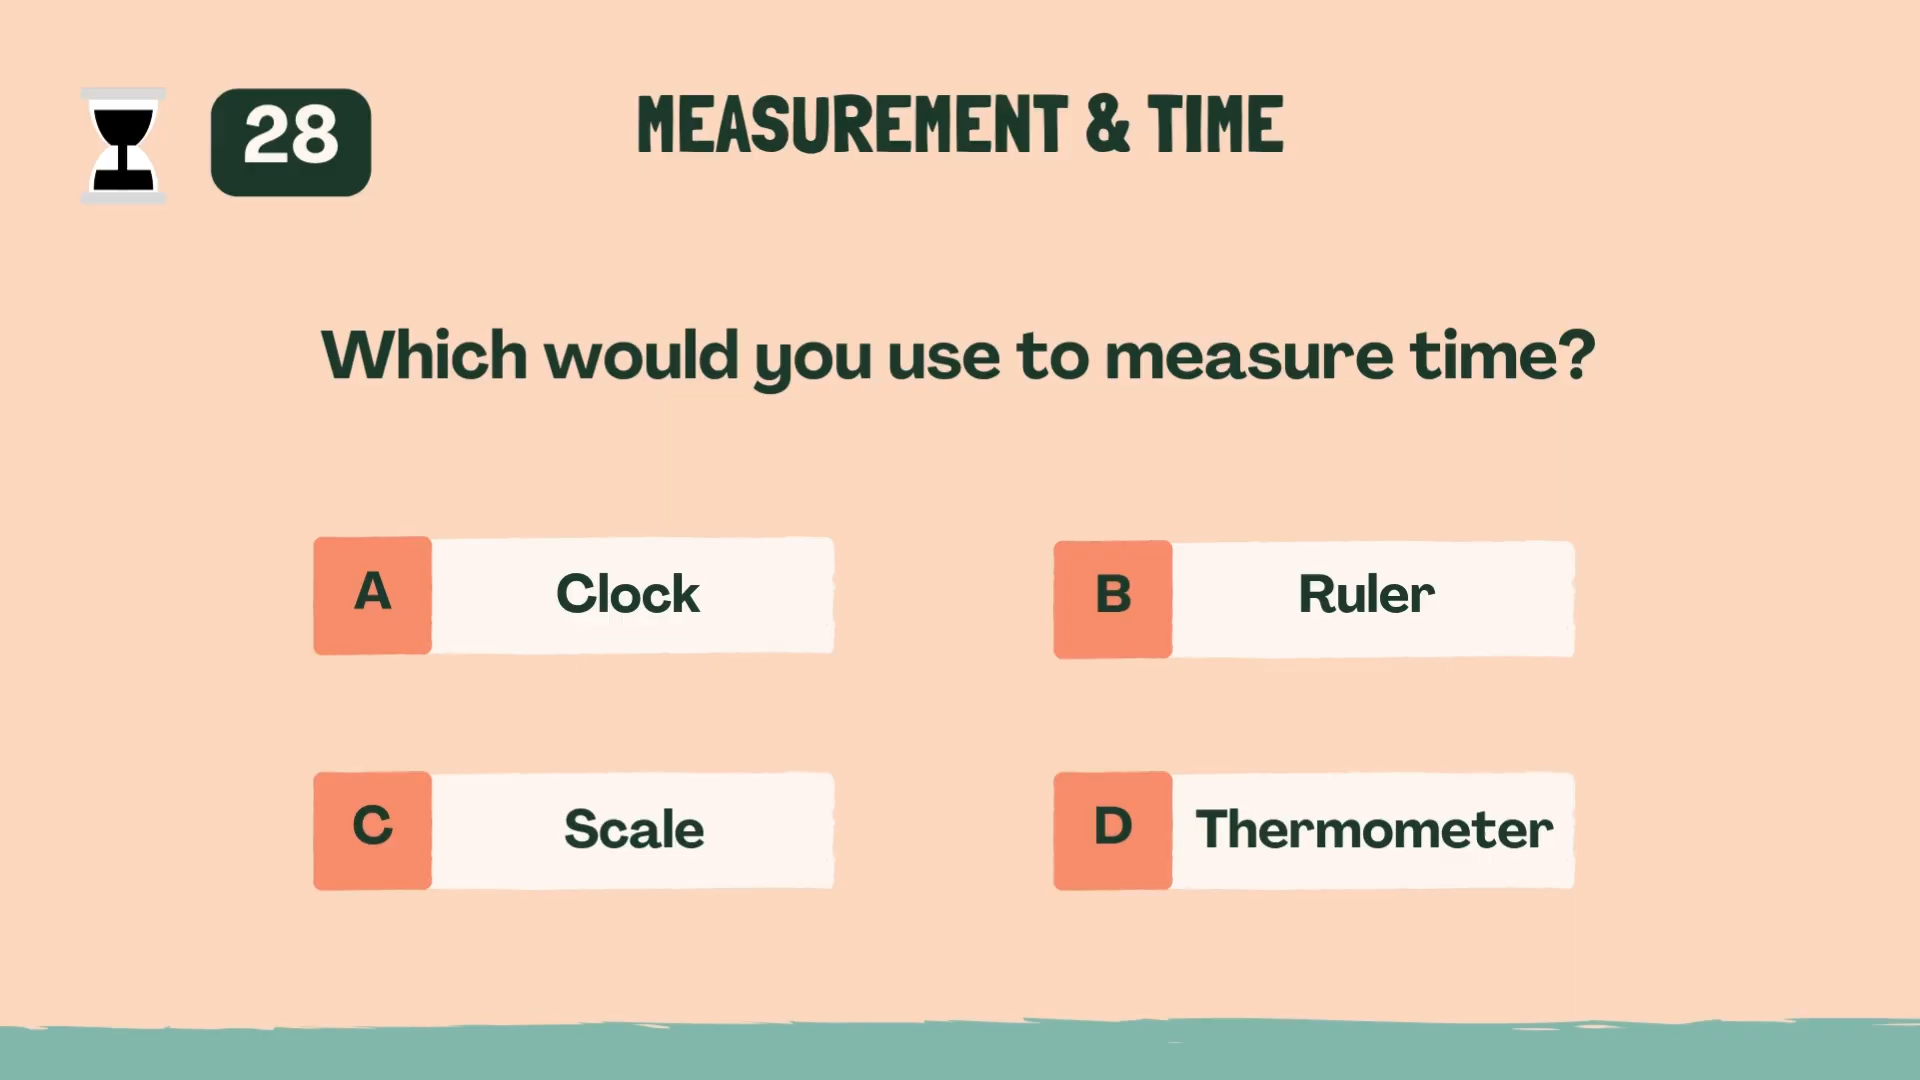 28
MEASUREMENT & TIME
Which would you use to measure time?
A Clock
B Ruler
C Scale
D Thermometer